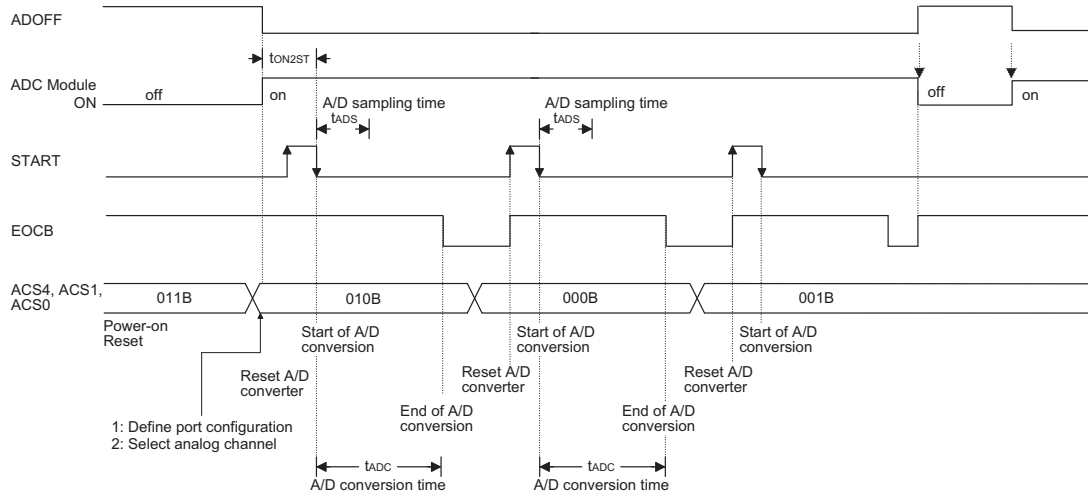 ADOFF
tON2ST
ADC Module
ON
off
on
off
on
A/D sampling time
tADS
A/D sampling time
tADS
START
EOCB
ACS4, ACS1,
ACS0
011B
010B
000B
001B
Power-on
Reset
Start of A/D
conversion
Start of A/D
conversion
Start of A/D
conversion
Reset A/D
converter
Reset A/D
converter
Reset A/D
converter
End of A/D
conversion
End of A/D
conversion
1: Define port configuration
2: Select analog channel
tADC
A/D conversion time
tADC
A/D conversion time